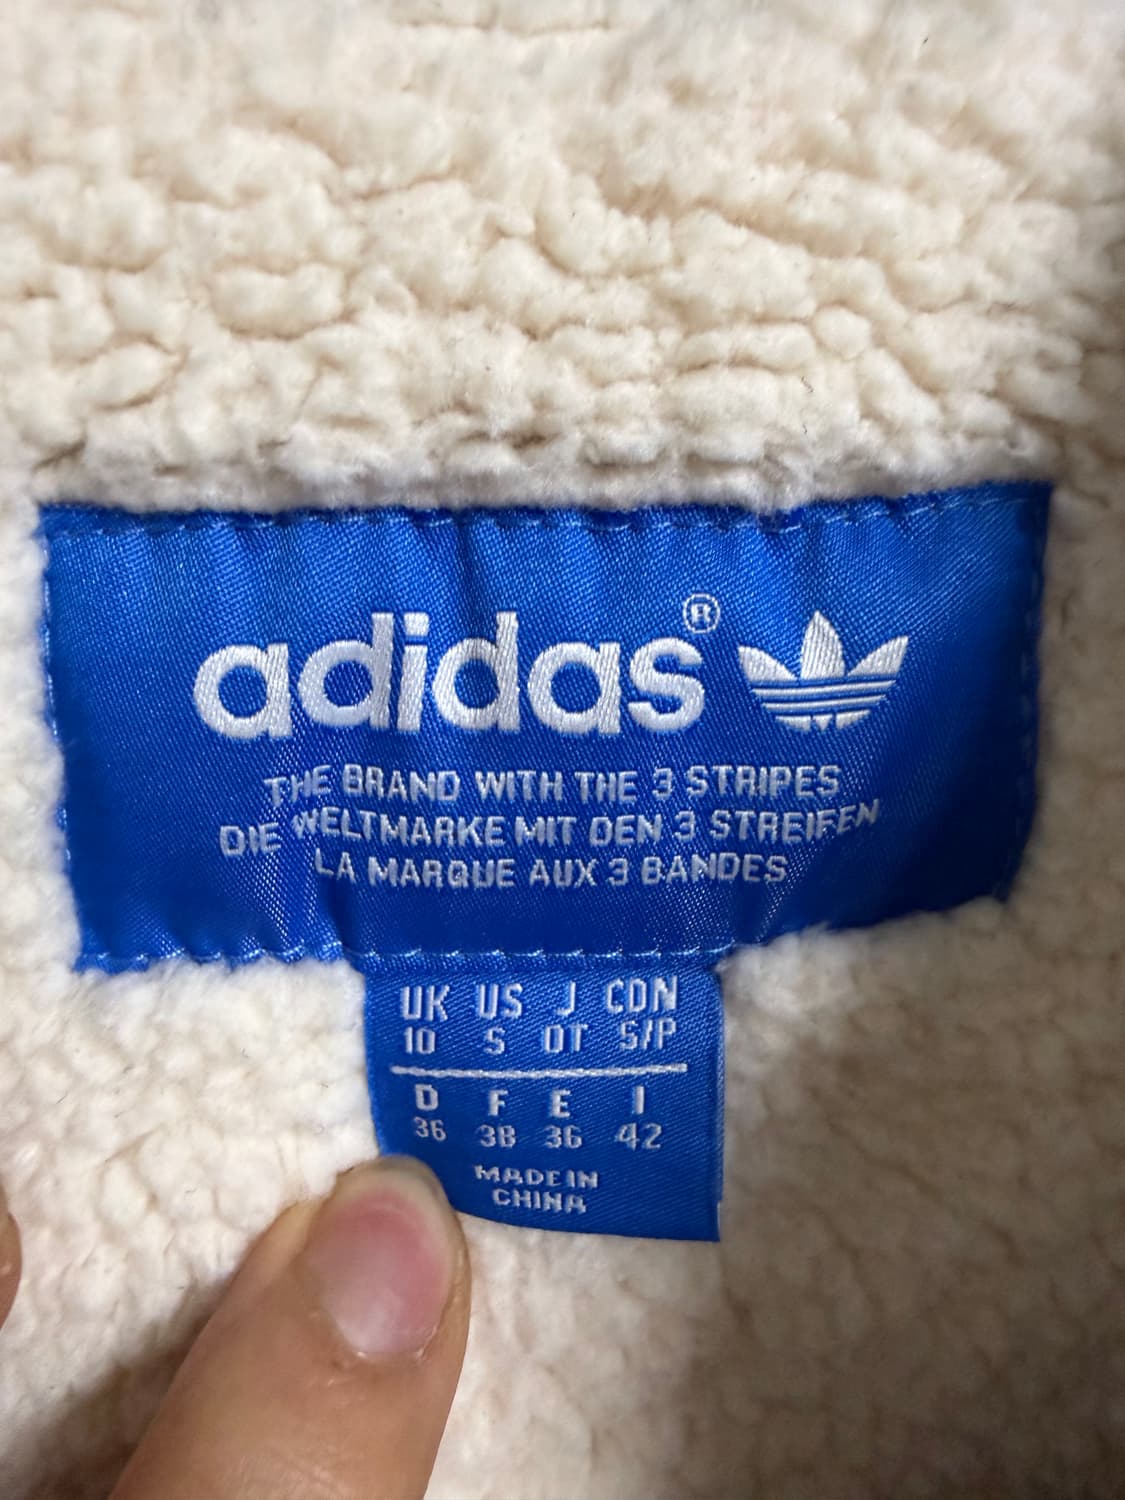 adidas®
THE BRAND WITH THE 3 STRIPES
DIE WELTMARKE MIT DEN 3 STREIFEN
LA MARQUE AUX 3 BANDES
UK US J CDN
10 S OT S/P
D F E I
36 38 36 42
MADE IN
CHINA